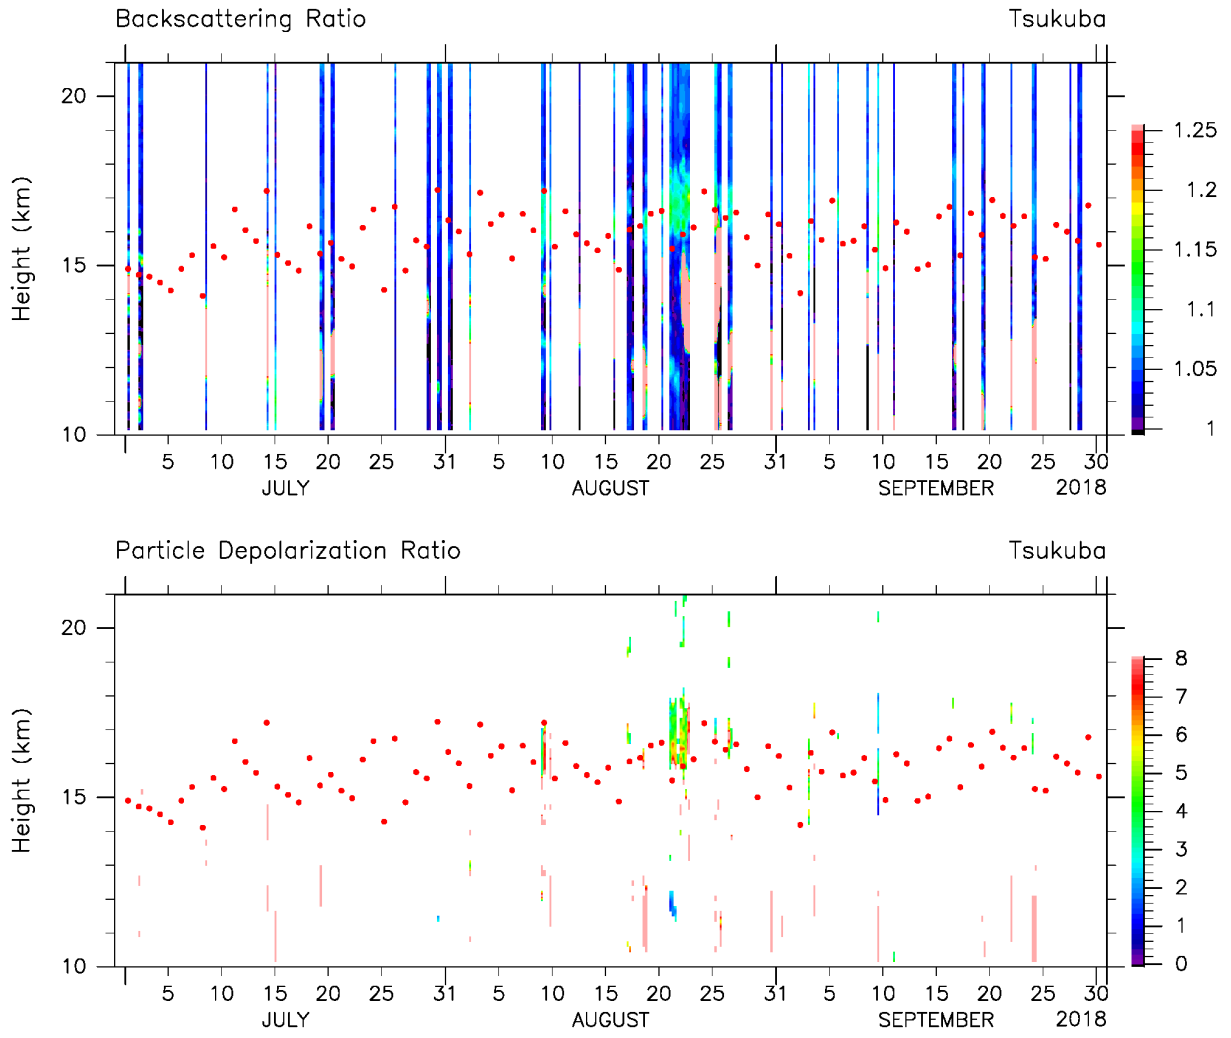 Backscattering Ratio Tsukuba
20
15
10
Height (km)
5 10 15 20 25 31 5 10 15 20 25 31 5 10 15 20 25 30
JULY AUGUST SEPTEMBER 2018
1.25
1.2
1.15
1.1
1.05
1
Particle Depolarization Ratio Tsukuba
20
15
10
Height (km)
5 10 15 20 25 31 5 10 15 20 25 31 5 10 15 20 25 30
JULY AUGUST SEPTEMBER 2018
8
7
6
5
4
3
2
1
0